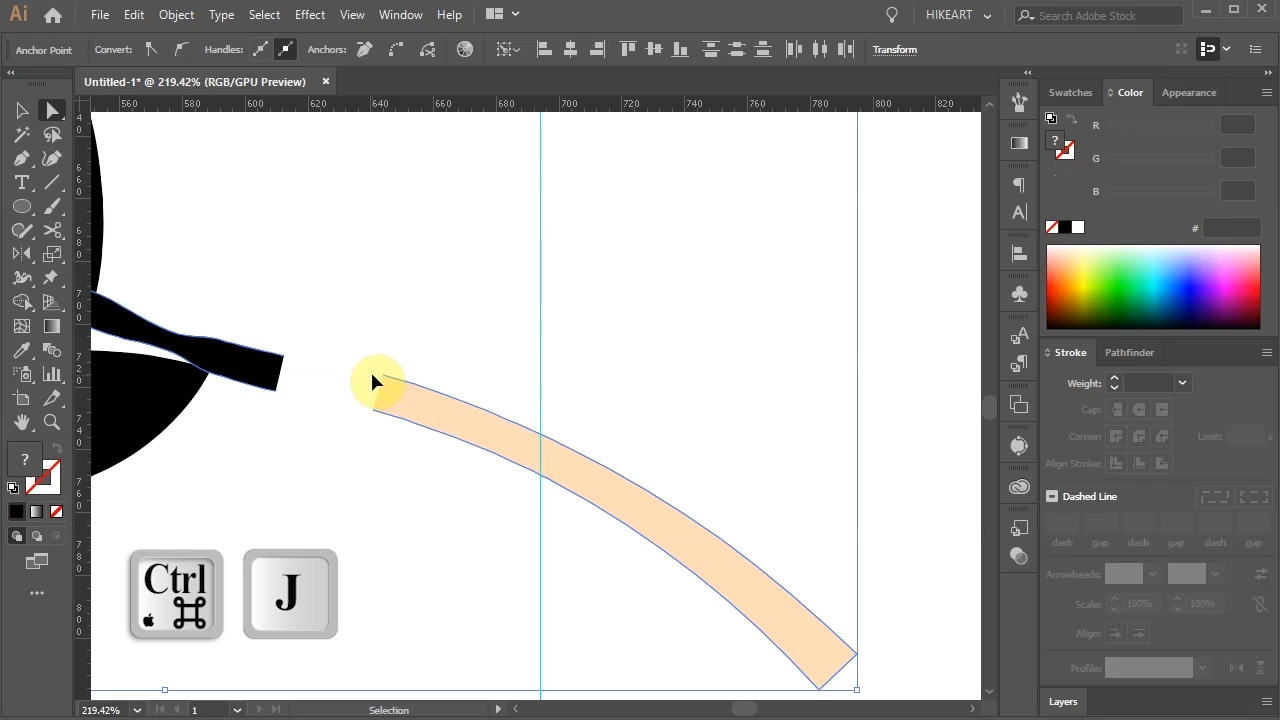 Ai File Edit Object Type Select Effect View Window Help HIKEART Search Adobe Stock
Anchor Point Convert: Handles: Anchors: Transform
Untitled-1* @ 219.42% (RGB/GPU Preview) ×
560 580 600 620 640 660 680 700 720 740 760 780 800 820
Swatches Color Appearance
R
G
B
#
Stroke Pathfinder
Weight:
Cap:
Corner: Limit: x
Align Stroke:
Dashed Line
dash gap dash gap dash gap
Arrowheads:
Scale: 100% 100%
Align:
Profile:
Layers
T
A
?
Ctrl
J
219.42% 1 Selection